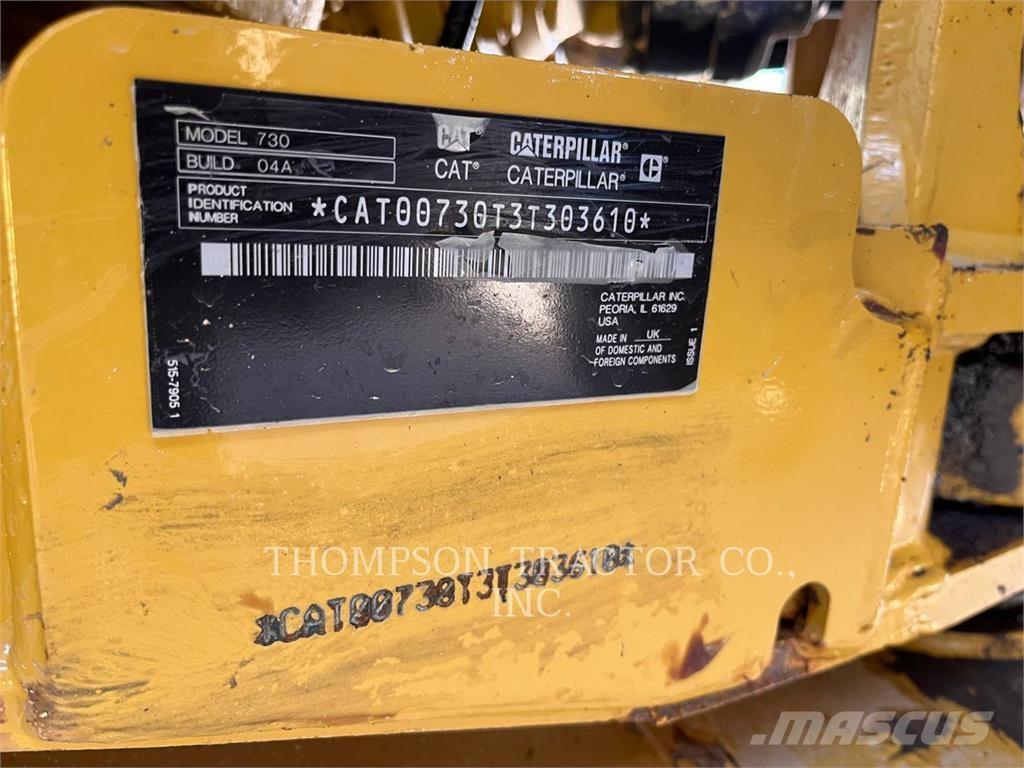 MODEL 730
BUILD 04A
PRODUCT
IDENTIFICATION
NUMBER
*CAT00730T3T303610*
CAT®
CATERPILLAR®
CAT®
CATERPILLAR®
CATERPILLAR INC.
PEORIA, IL 61629
USA
MADE IN UK
OF DOMESTIC AND
FOREIGN COMPONENTS
ISSUE 1
515-7905 1
THOMPSON TRACTOR CO.,
INC.
*CAT00730T3T303610*
MASCUS